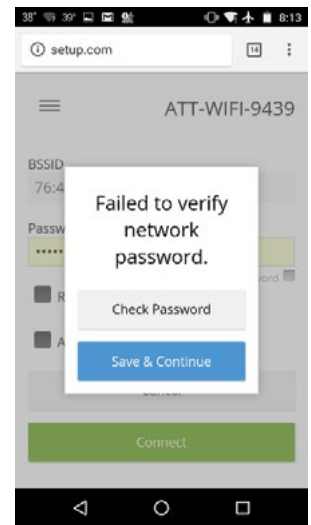 38° 39° 8:13
setup.com 14
ATT-WIFI-9439
BSSID
76:4
Passw
Failed to verify
network
password.
R
Check Password
A
Save & Continue
Connect